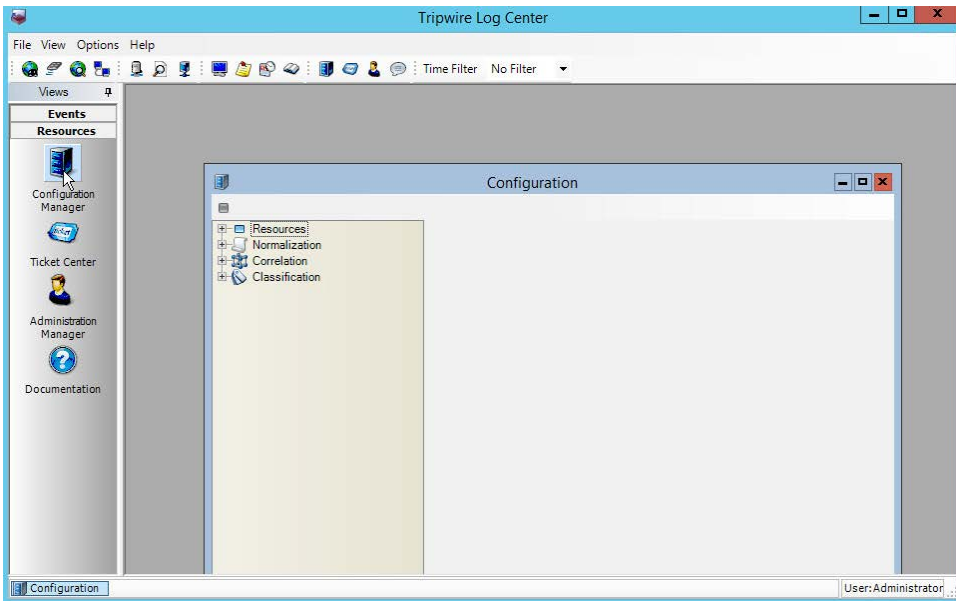 Tripwire Log Center
File View Options Help
Time Filter No Filter
Views
Events
Resources
Configuration
Manager
Ticket Center
Administration
Manager
Documentation
Configuration
Resources
Normalization
Correlation
Classification
Configuration
User:Administrator